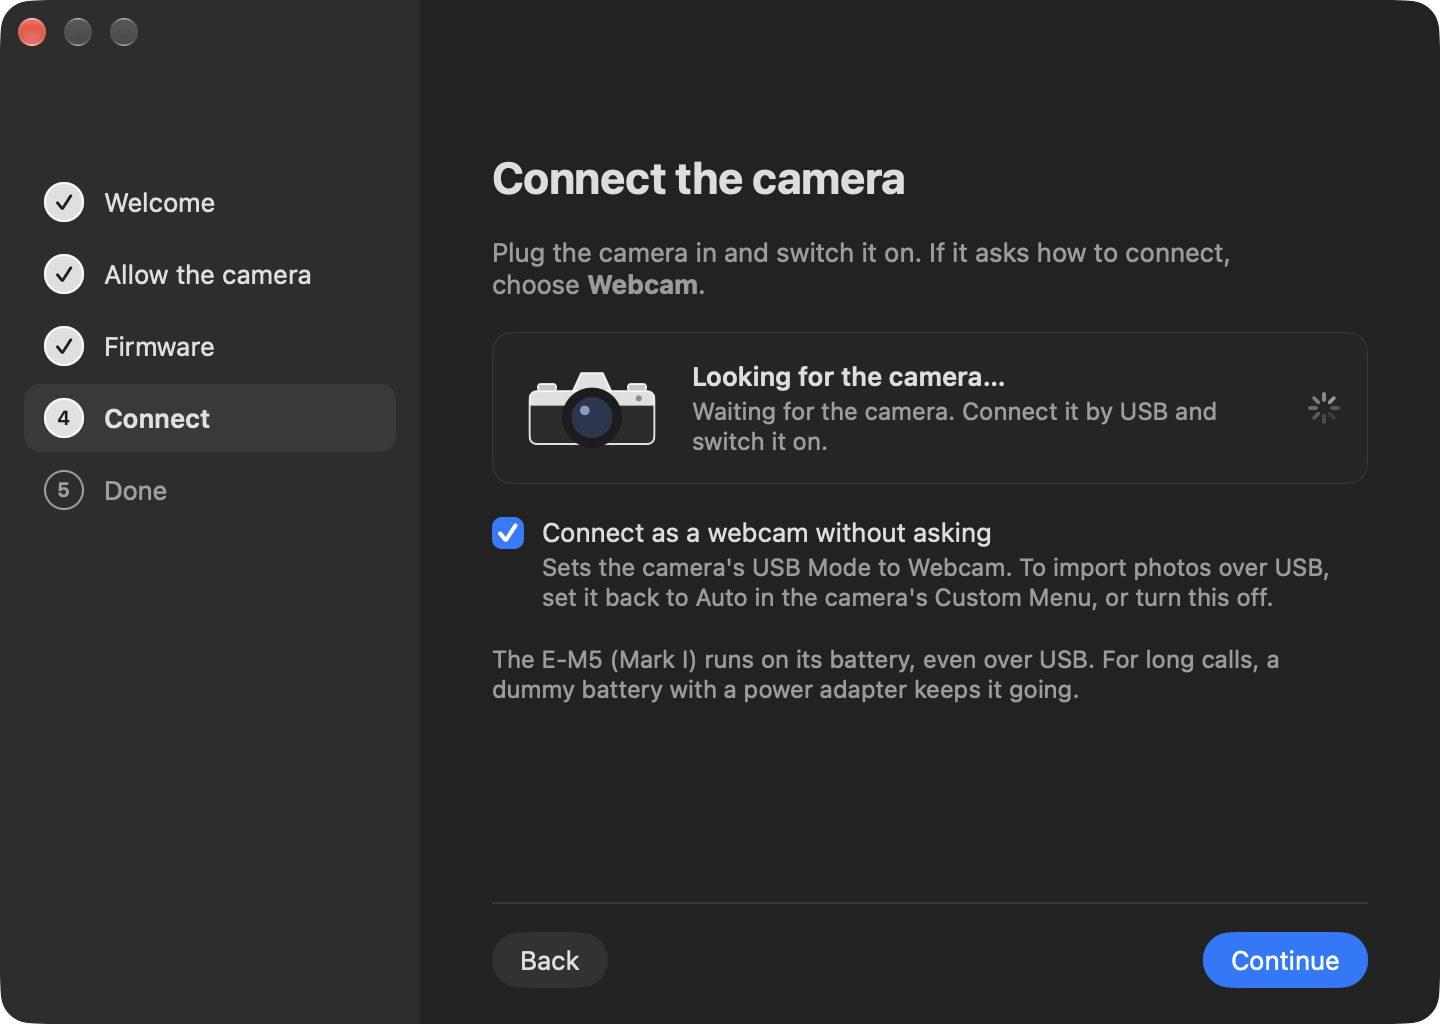 Welcome
Allow the camera
Firmware
4 Connect
5 Done
Connect the camera
Plug the camera in and switch it on. If it asks how to connect,
choose Webcam.
Looking for the camera...
Waiting for the camera. Connect it by USB and
switch it on.
Connect as a webcam without asking
Sets the camera's USB Mode to Webcam. To import photos over USB,
set it back to Auto in the camera's Custom Menu, or turn this off.
The E-M5 (Mark I) runs on its battery, even over USB. For long calls, a
dummy battery with a power adapter keeps it going.
Back
Continue